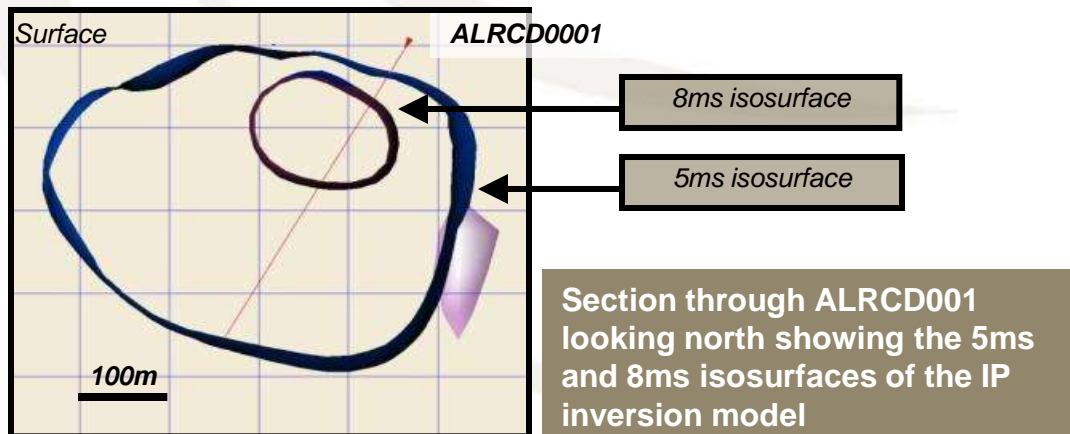 Surface
ALRCD0001
8ms isosurface
5ms isosurface
100m
Section through ALRCD001
looking north showing the 5ms
and 8ms isosurfaces of the IP
inversion model